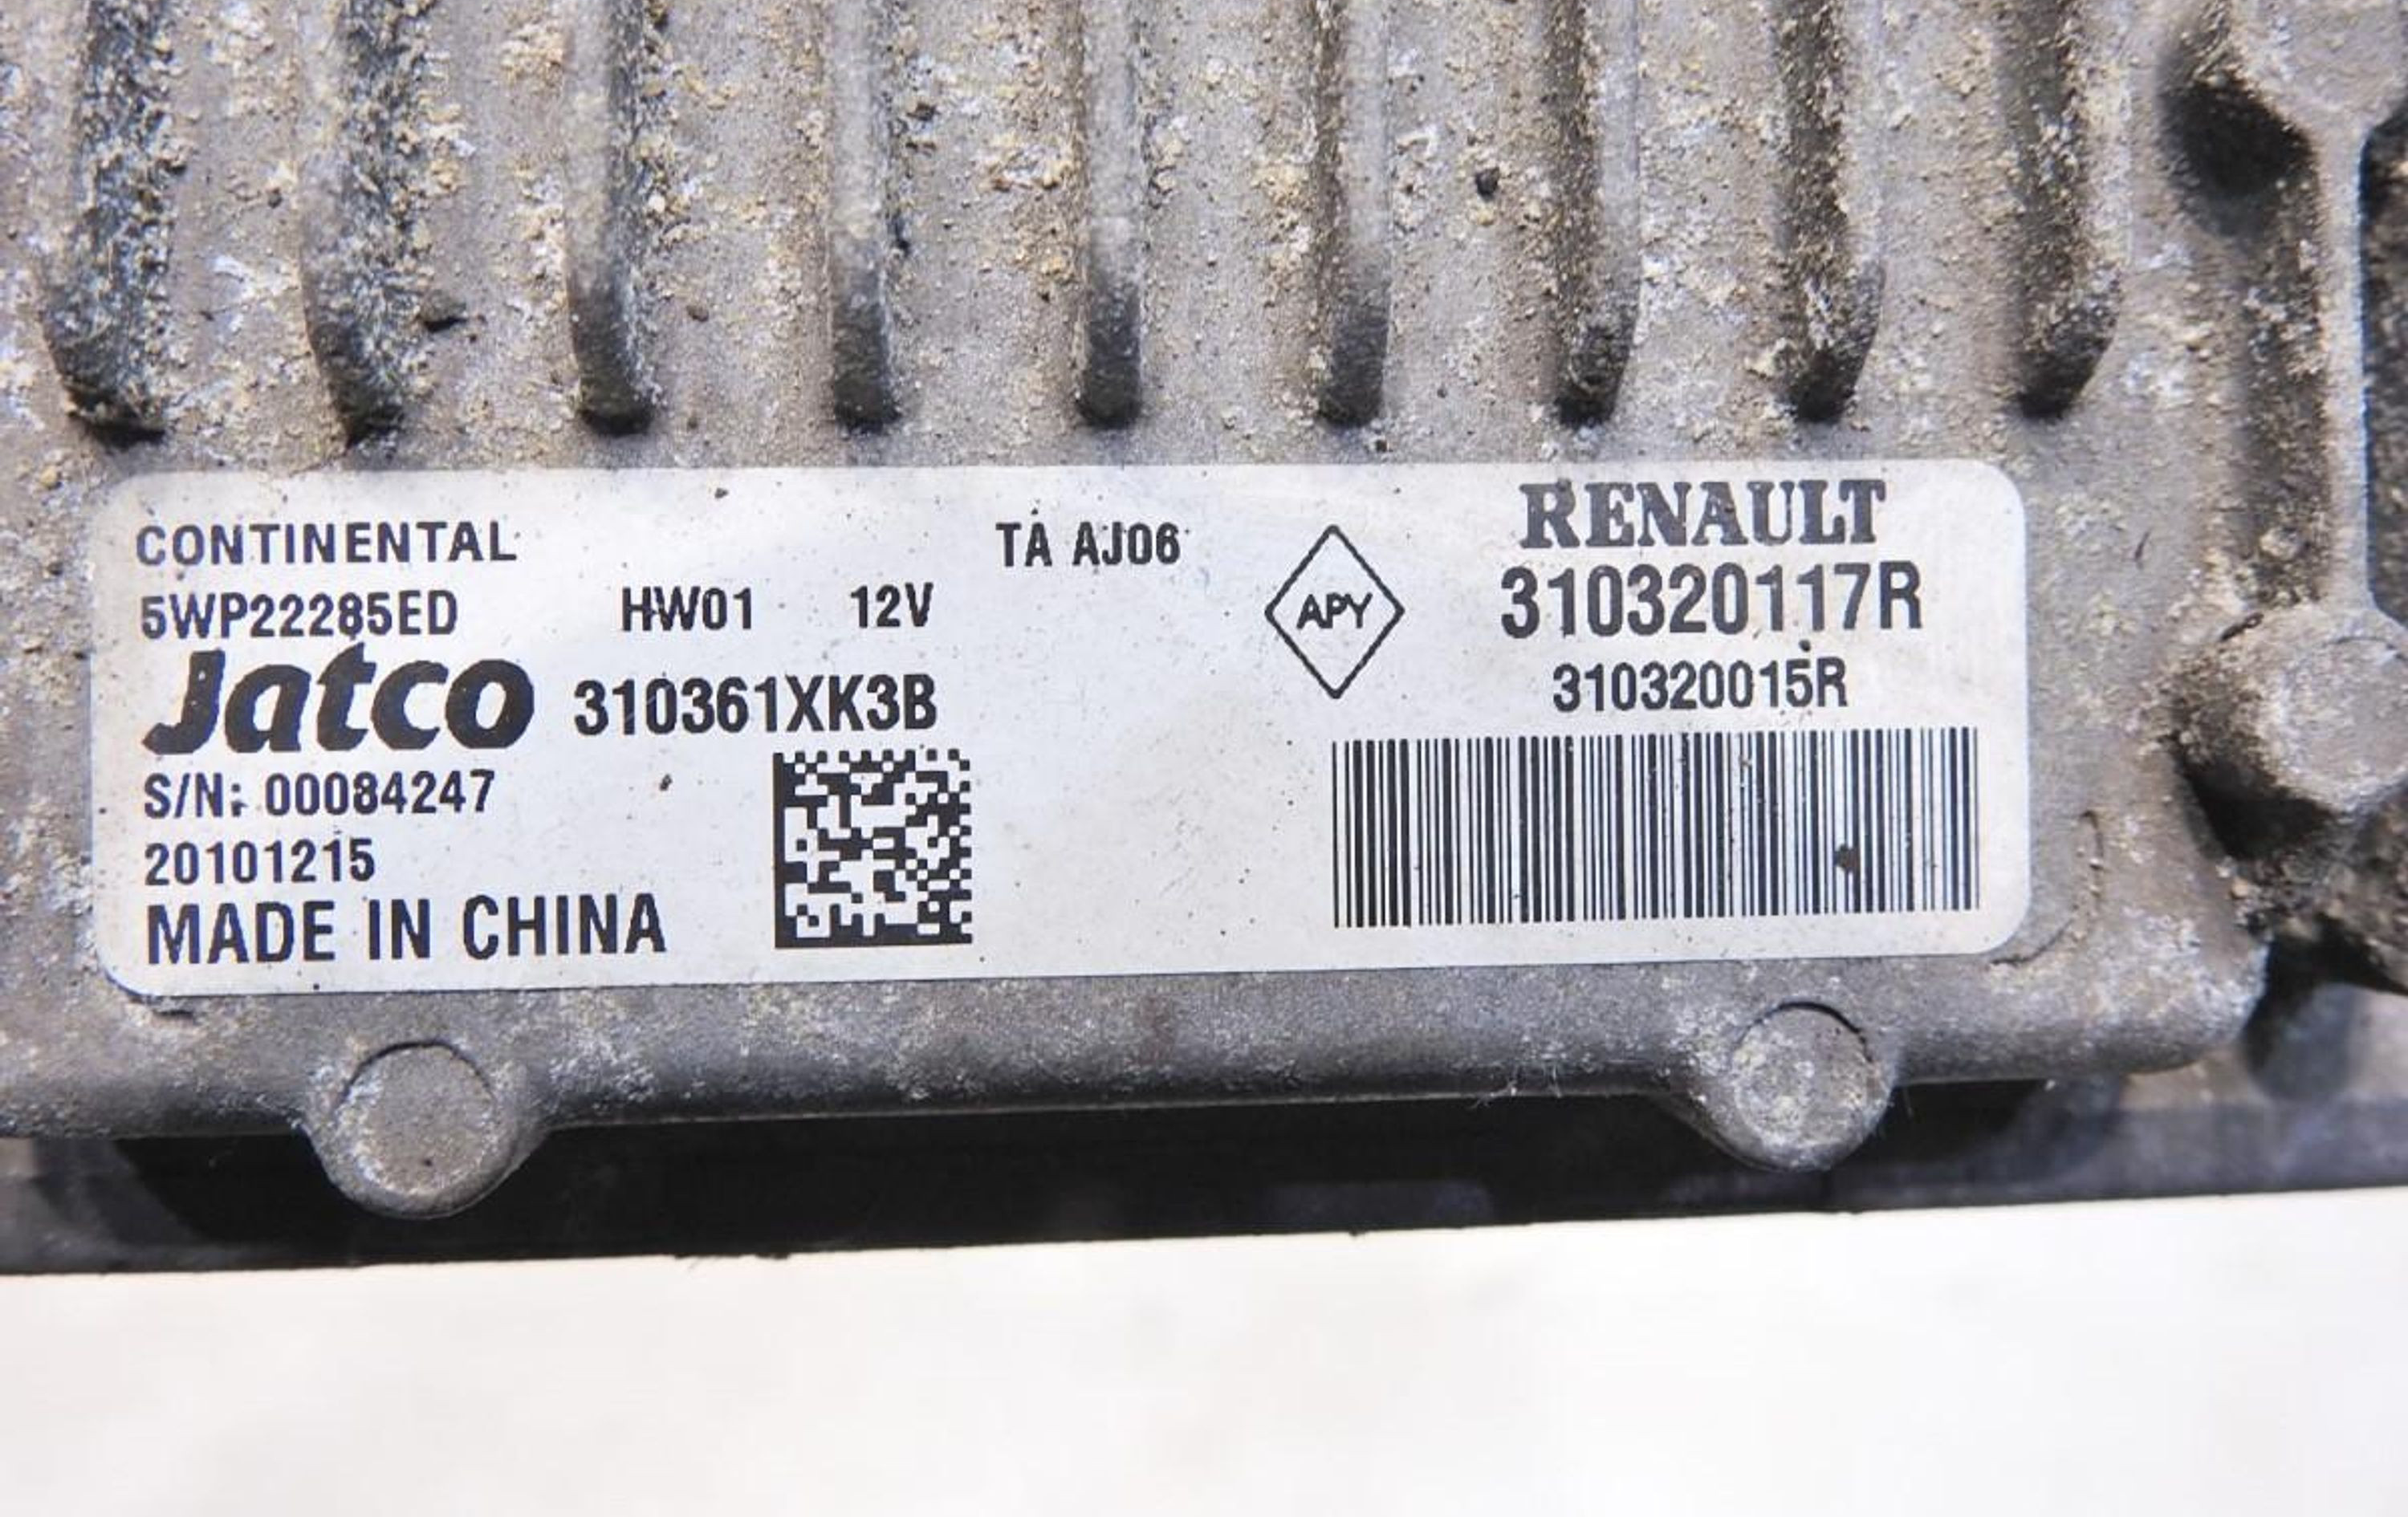 CONTINENTAL
TA AJ06
5WP22285ED HW01 12V
Jatco 310361XK3B
S/N: 00084247
20101215
MADE IN CHINA
APY
RENAULT
310320117R
310320015R